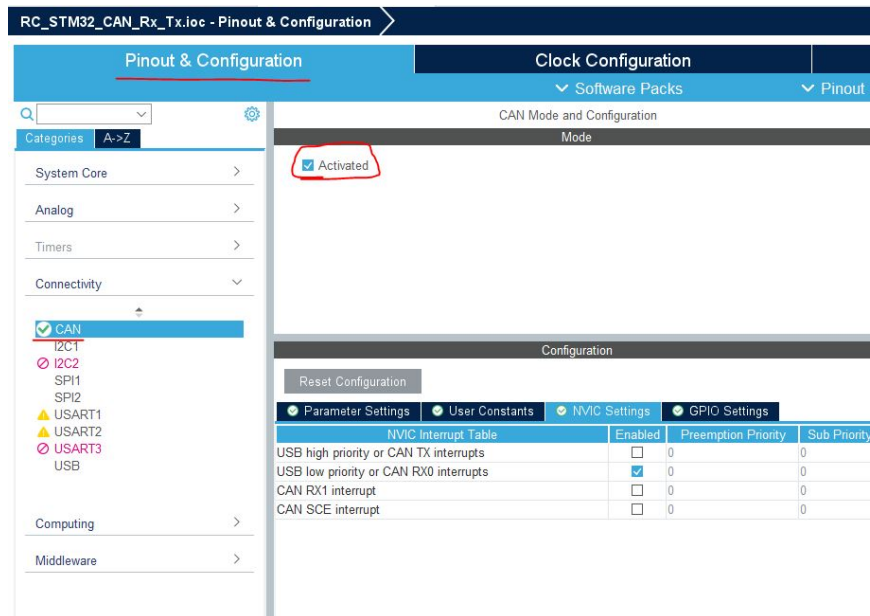 RC_STM32_CAN_Rx_Tx.ioc - Pinout & Configuration
Pinout & Configuration
Clock Configuration
Software Packs
Pinout
Categories
A->Z
System Core
Analog
Timers
Connectivity
CAN
I2C1
I2C2
SPI1
SPI2
USART1
USART2
USART3
USB
Computing
Middleware
CAN Mode and Configuration
Mode
Activated
Configuration
Reset Configuration
Parameter Settings
User Constants
NVIC Settings
GPIO Settings
NVIC Interrupt Table Enabled Preemption Priority Sub Priority
USB high priority or CAN TX interrupts 0 0
USB low priority or CAN RX0 interrupts 0 0
CAN RX1 interrupt 0 0
CAN SCE interrupt 0 0